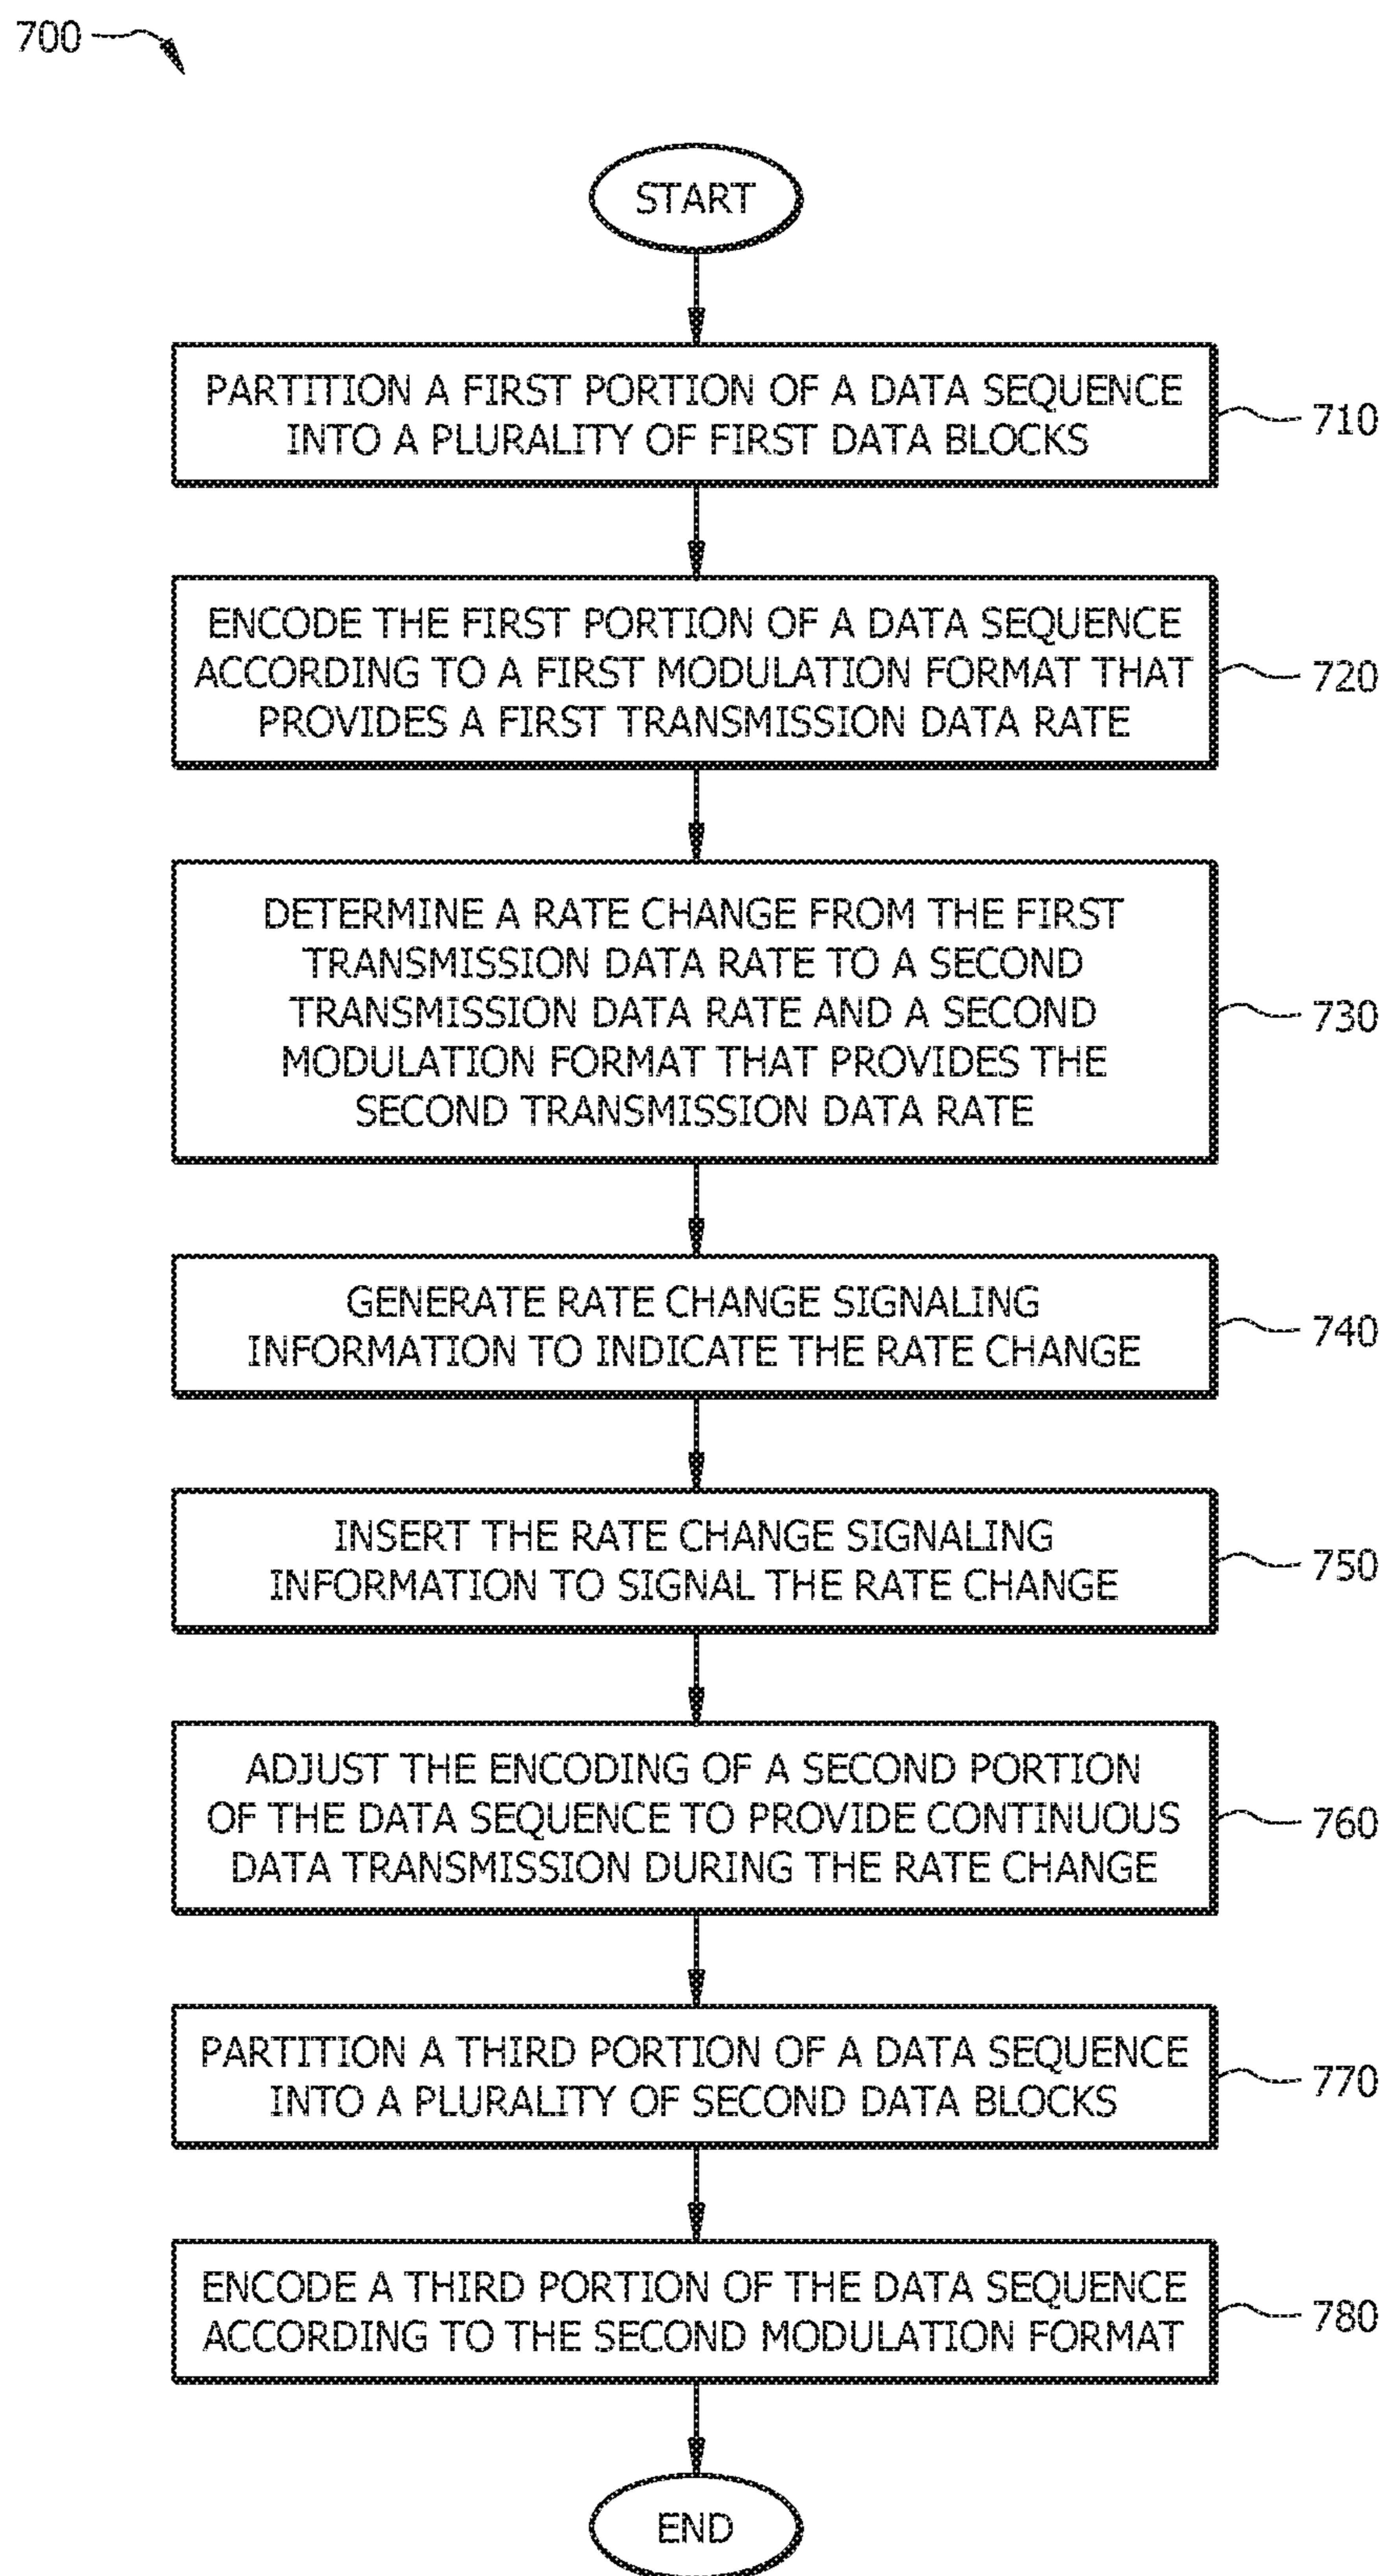 700
START
PARTITION A FIRST PORTION OF A DATA SEQUENCE
INTO A PLURALITY OF FIRST DATA BLOCKS
710
ENCODE THE FIRST PORTION OF A DATA SEQUENCE
ACCORDING TO A FIRST MODULATION FORMAT THAT
PROVIDES A FIRST TRANSMISSION DATA RATE
720
DETERMINE A RATE CHANGE FROM THE FIRST
TRANSMISSION DATA RATE TO A SECOND
TRANSMISSION DATA RATE AND A SECOND
MODULATION FORMAT THAT PROVIDES THE
SECOND TRANSMISSION DATA RATE
730
GENERATE RATE CHANGE SIGNALING
INFORMATION TO INDICATE THE RATE CHANGE
740
INSERT THE RATE CHANGE SIGNALING
INFORMATION TO SIGNAL THE RATE CHANGE
750
ADJUST THE ENCODING OF A SECOND PORTION
OF THE DATA SEQUENCE TO PROVIDE CONTINUOUS
DATA TRANSMISSION DURING THE RATE CHANGE
760
PARTITION A THIRD PORTION OF A DATA SEQUENCE
INTO A PLURALITY OF SECOND DATA BLOCKS
770
ENCODE A THIRD PORTION OF THE DATA SEQUENCE
ACCORDING TO THE SECOND MODULATION FORMAT
780
END